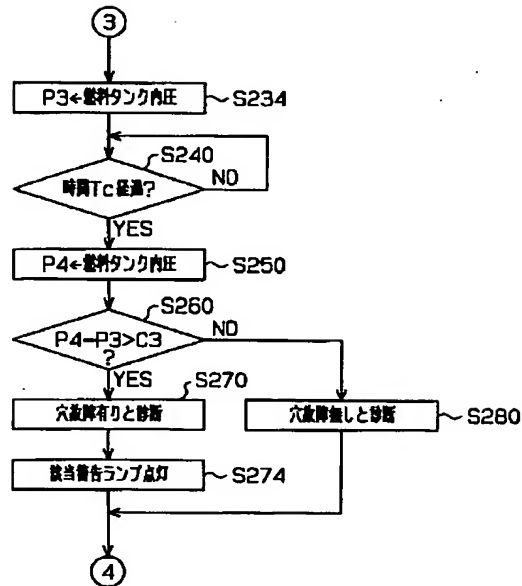 3
P3←燃料タンク内圧
S234
S240
時間Tc経過?
NO
YES
P4←燃料タンク内圧
S250
S260
P4-P3>C3
?
NO
YES
S270
穴故障有りと診断
穴故障無しと診断
S280
該当警告ランプ点灯
S274
4